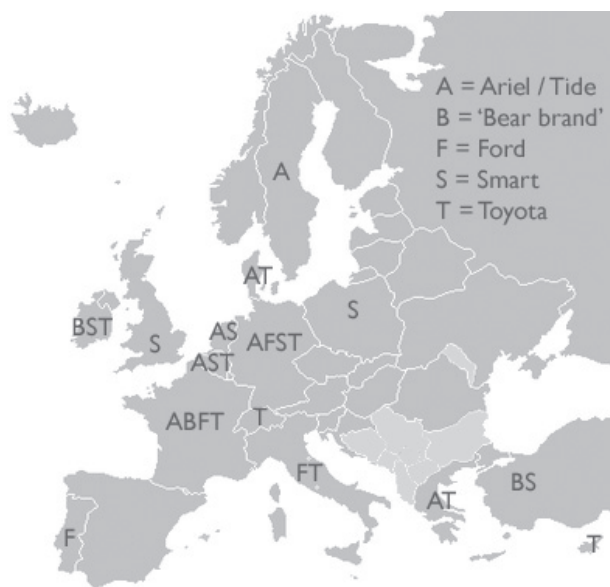 A = Ariel / Tide
B = ‘Bear brand’
F = Ford
S = Smart
T = Toyota
A
AT
BST
S
AS
AST
AFST
S
ABFT
T
FT
F
AT
BS
T